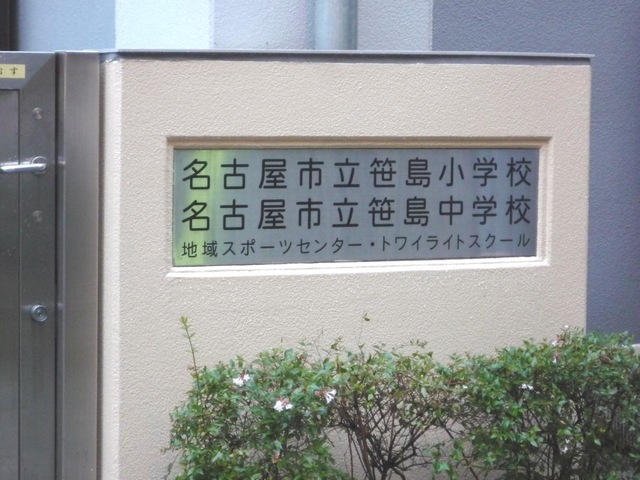 名古屋市立笹島小学校
名古屋市立笹島中学校
地域スポーツセンター・トワイライトスクール